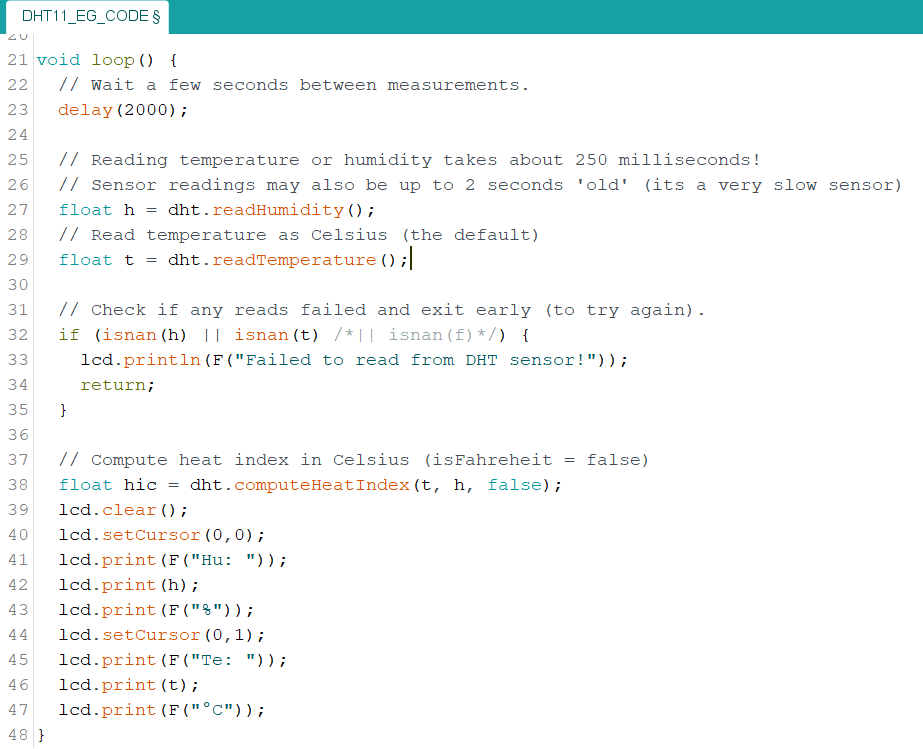 DHT11_EG_CODE §
20
21 void loop() {
22   // Wait a few seconds between measurements.
23   delay(2000);
24
25   // Reading temperature or humidity takes about 250 milliseconds!
26   // Sensor readings may also be up to 2 seconds 'old' (its a very slow sensor)
27   float h = dht.readHumidity();
28   // Read temperature as Celsius (the default)
29   float t = dht.readTemperature();
30
31   // Check if any reads failed and exit early (to try again).
32   if (isnan(h) || isnan(t) /*|| isnan(f)*/) {
33     lcd.println(F("Failed to read from DHT sensor!"));
34     return;
35   }
36
37   // Compute heat index in Celsius (isFahreheit = false)
38   float hic = dht.computeHeatIndex(t, h, false);
39   lcd.clear();
40   lcd.setCursor(0,0);
41   lcd.print(F("Hu: "));
42   lcd.print(h);
43   lcd.print(F("%"));
44   lcd.setCursor(0,1);
45   lcd.print(F("Te: "));
46   lcd.print(t);
47   lcd.print(F("°C"));
48 }